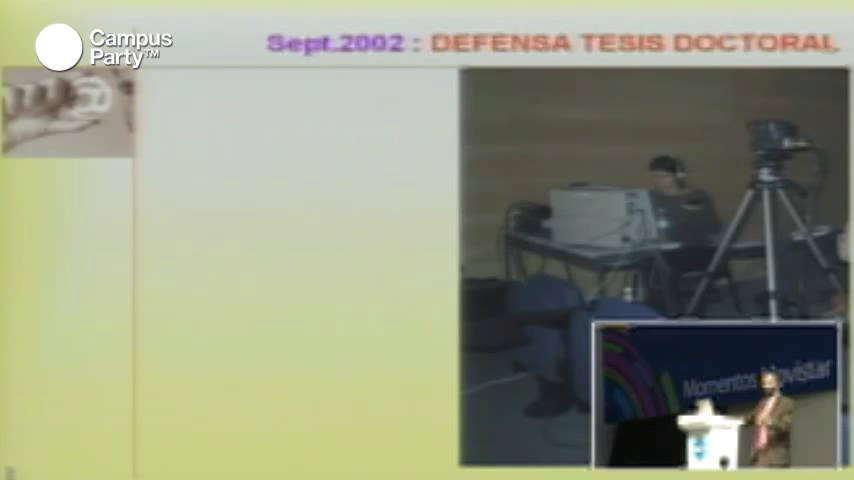 Campus
Party™
Sept.2002 : DEFENSA TESIS DOCTORAL
Momentos Movistar